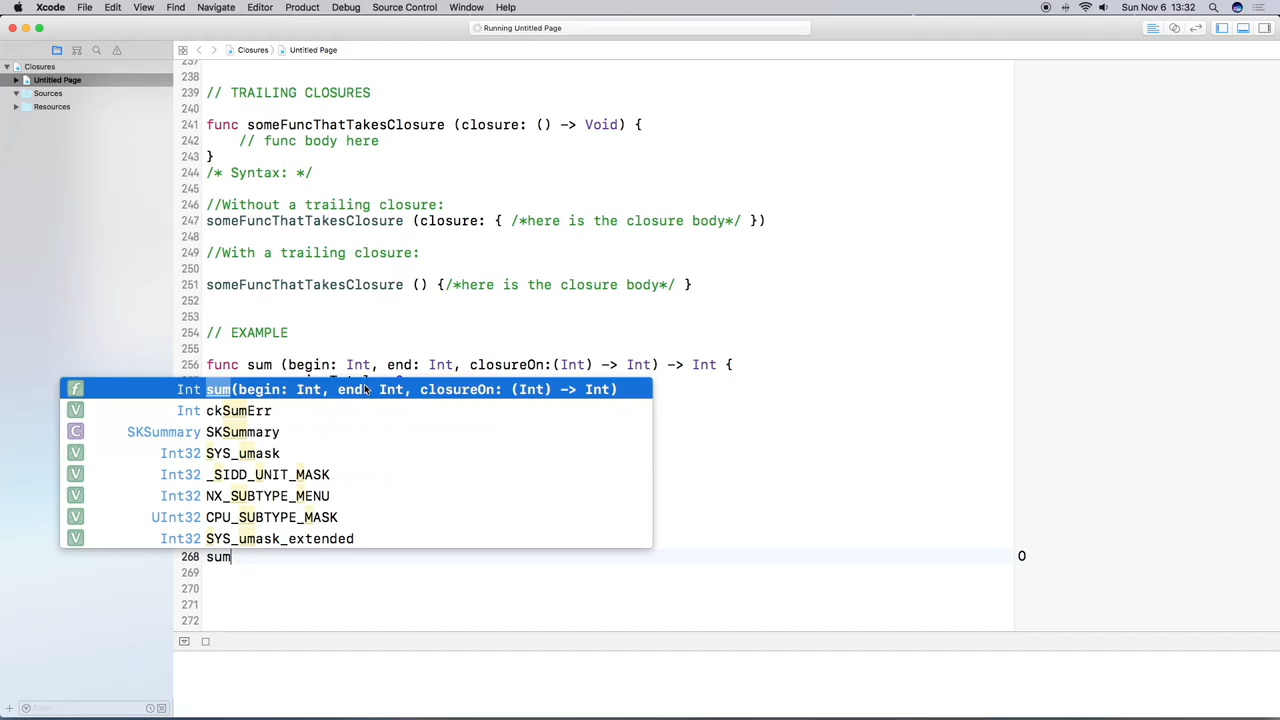 Xcode File Edit View Find Navigate Editor Product Debug Source Control Window Help Sun Nov 6 13:32
Running Untitled Page
Closures Untitled Page
Closures
Untitled Page
Sources
Resources
237
238
239 // TRAILING CLOSURES
240
241 func someFuncThatTakesClosure (closure: () -> Void) {
242 // func body here
243 }
244 /* Syntax: */
245
246 //Without a trailing closure:
247 someFuncThatTakesClosure (closure: { /*here is the closure body*/ })
248
249 //With a trailing closure:
250
251 someFuncThatTakesClosure () {/*here is the closure body*/ }
252
253
254 // EXAMPLE
255
256 func sum (begin: Int, end: Int, closureOn:(Int) -> Int) -> Int {
Int sum(begin: Int, end: Int, closureOn: (Int) -> Int)
Int ckSumErr
SKSummary SKSummary
Int32 SYS_umask
Int32 _SIDD_UNIT_MASK
Int32 NX_SUBTYPE_MENU
UInt32 CPU_SUBTYPE_MASK
Int32 SYS_umask_extended
268 sum 0
269
270
271
272
Filter